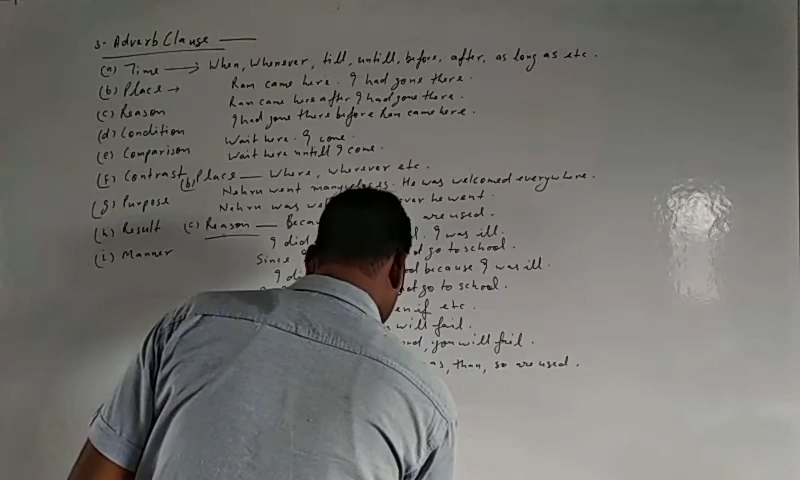 3- Adverb Clause —
(a) Time → When, Whenever, till, untill, before, after, as long as etc.
(b) Place → Ram came here. I had gone there.
(c) Reason Ram came here after I had gone there.
(d) Condition I had gone there before Ram came here.
(e) Comparison Wait here. I come.
Wait here untill I come.
(f) Contrast (b) Place — Where, wherever etc.
Nehru went many places. He was welcomed everywhere.
(g) Purpose Nehru was he went.
(h) Result (c) Reason — are used.
I did I was ill.
(i) Manner Since go to school.
I because I was ill.
go to school.
if etc.
will fail.
you will fail.
as, than, so are used.